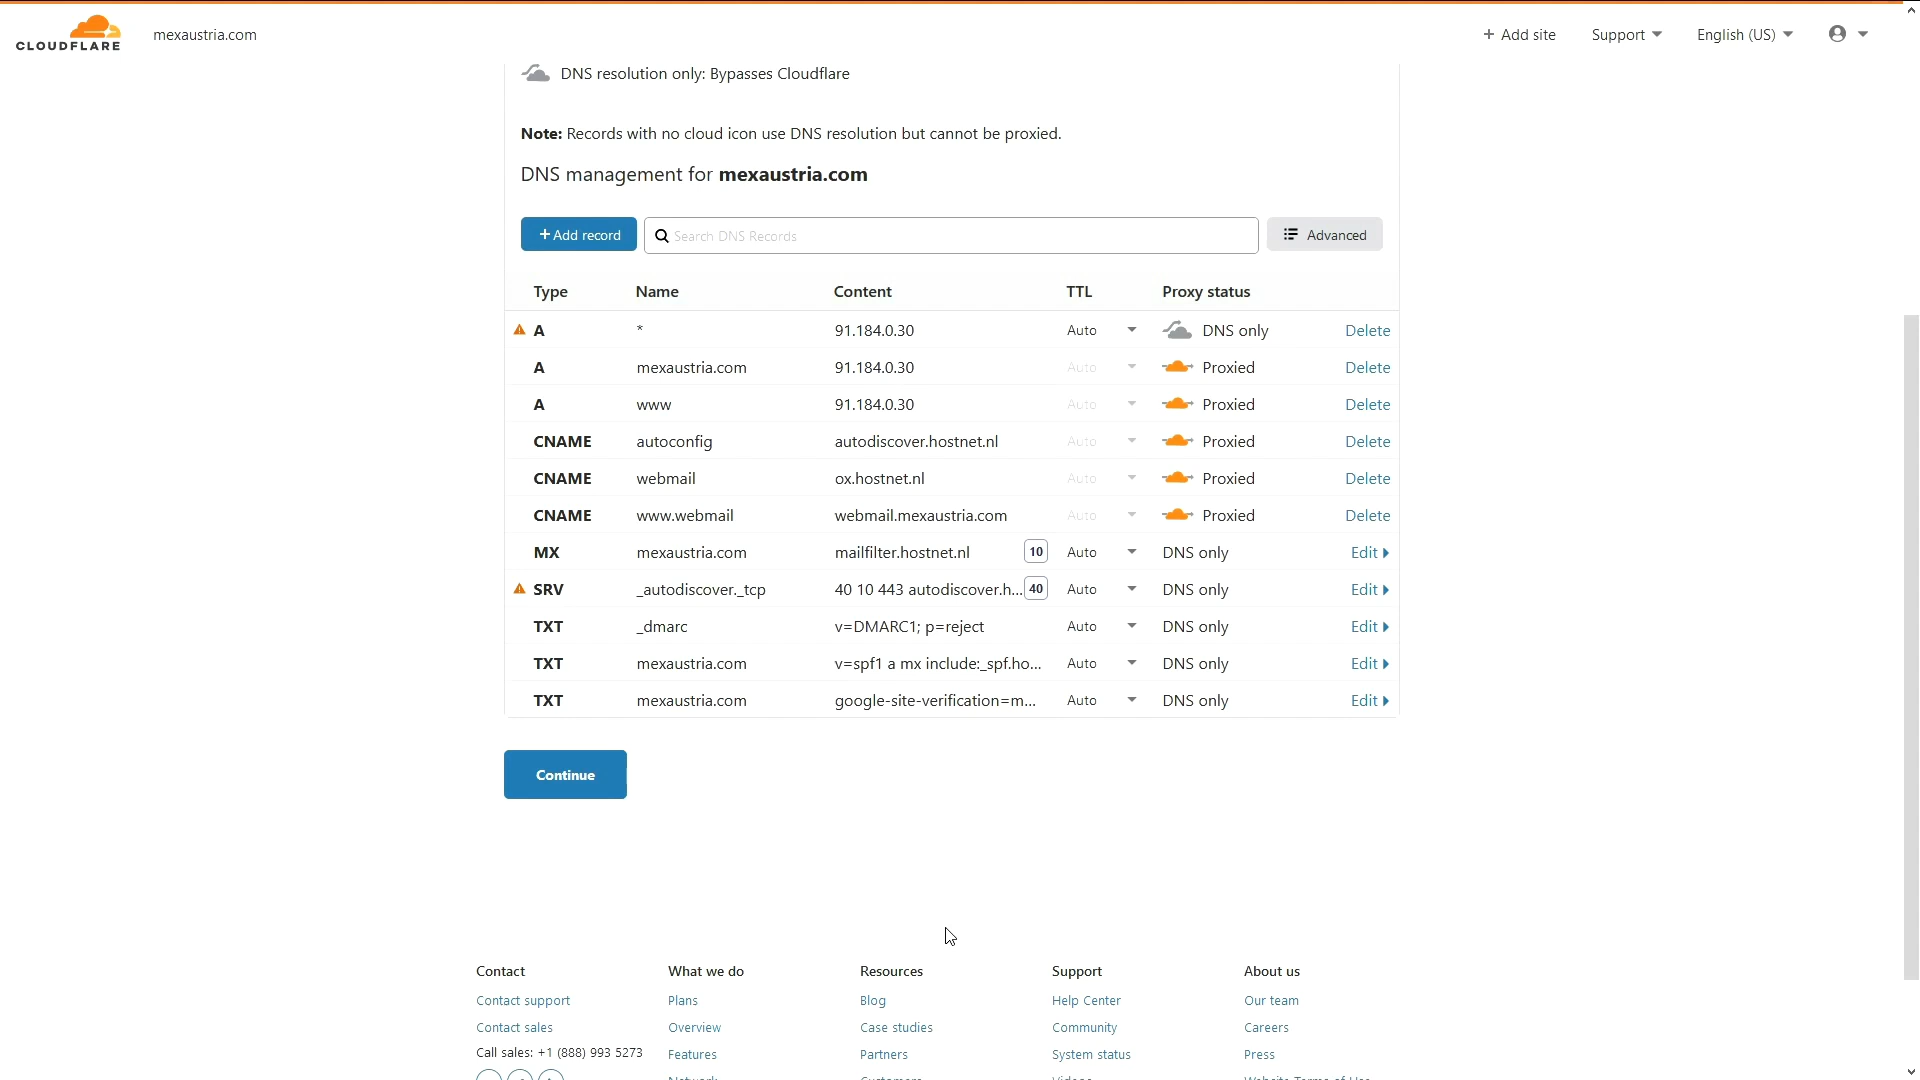 CLOUDFLARE
mexaustria.com
+ Add site
Support
English (US)
DNS resolution only: Bypasses Cloudflare
Note: Records with no cloud icon use DNS resolution but cannot be proxied.
DNS management for mexaustria.com
+ Add record
Search DNS Records
Advanced
Type Name Content TTL Proxy status
A * 91.184.0.30 Auto DNS only Delete
A mexaustria.com 91.184.0.30 Auto Proxied Delete
A www 91.184.0.30 Auto Proxied Delete
CNAME autoconfig autodiscover.hostnet.nl Auto Proxied Delete
CNAME webmail ox.hostnet.nl Auto Proxied Delete
CNAME www.webmail webmail.mexaustria.com Auto Proxied Delete
MX mexaustria.com mailfilter.hostnet.nl 10 Auto DNS only Edit
SRV _autodiscover._tcp 40 10 443 autodiscover.h... 40 Auto DNS only Edit
TXT _dmarc v=DMARC1; p=reject Auto DNS only Edit
TXT mexaustria.com v=spf1 a mx include:_spf.ho... Auto DNS only Edit
TXT mexaustria.com google-site-verification=m... Auto DNS only Edit
Continue
Contact
Contact support
Contact sales
Call sales: +1 (888) 993 5273
What we do
Plans
Overview
Features
Network
Resources
Blog
Case studies
Partners
Customers
Support
Help Center
Community
System status
Videos
About us
Our team
Careers
Press
Website Terms of Use